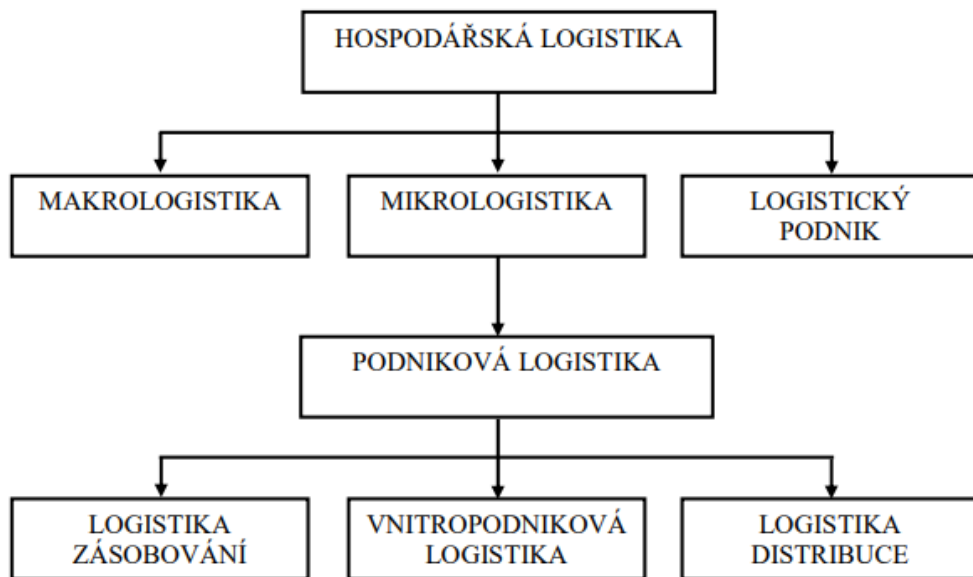 HOSPODÁŘSKÁ LOGISTIKA
MAKROLOGISTIKA
MIKROLOGISTIKA
LOGISTICKÝ
PODNIK
PODNIKOVÁ LOGISTIKA
LOGISTIKA
ZÁSOBOVÁNÍ
VNITROPODNIKOVÁ
LOGISTIKA
LOGISTIKA
DISTRIBUCE